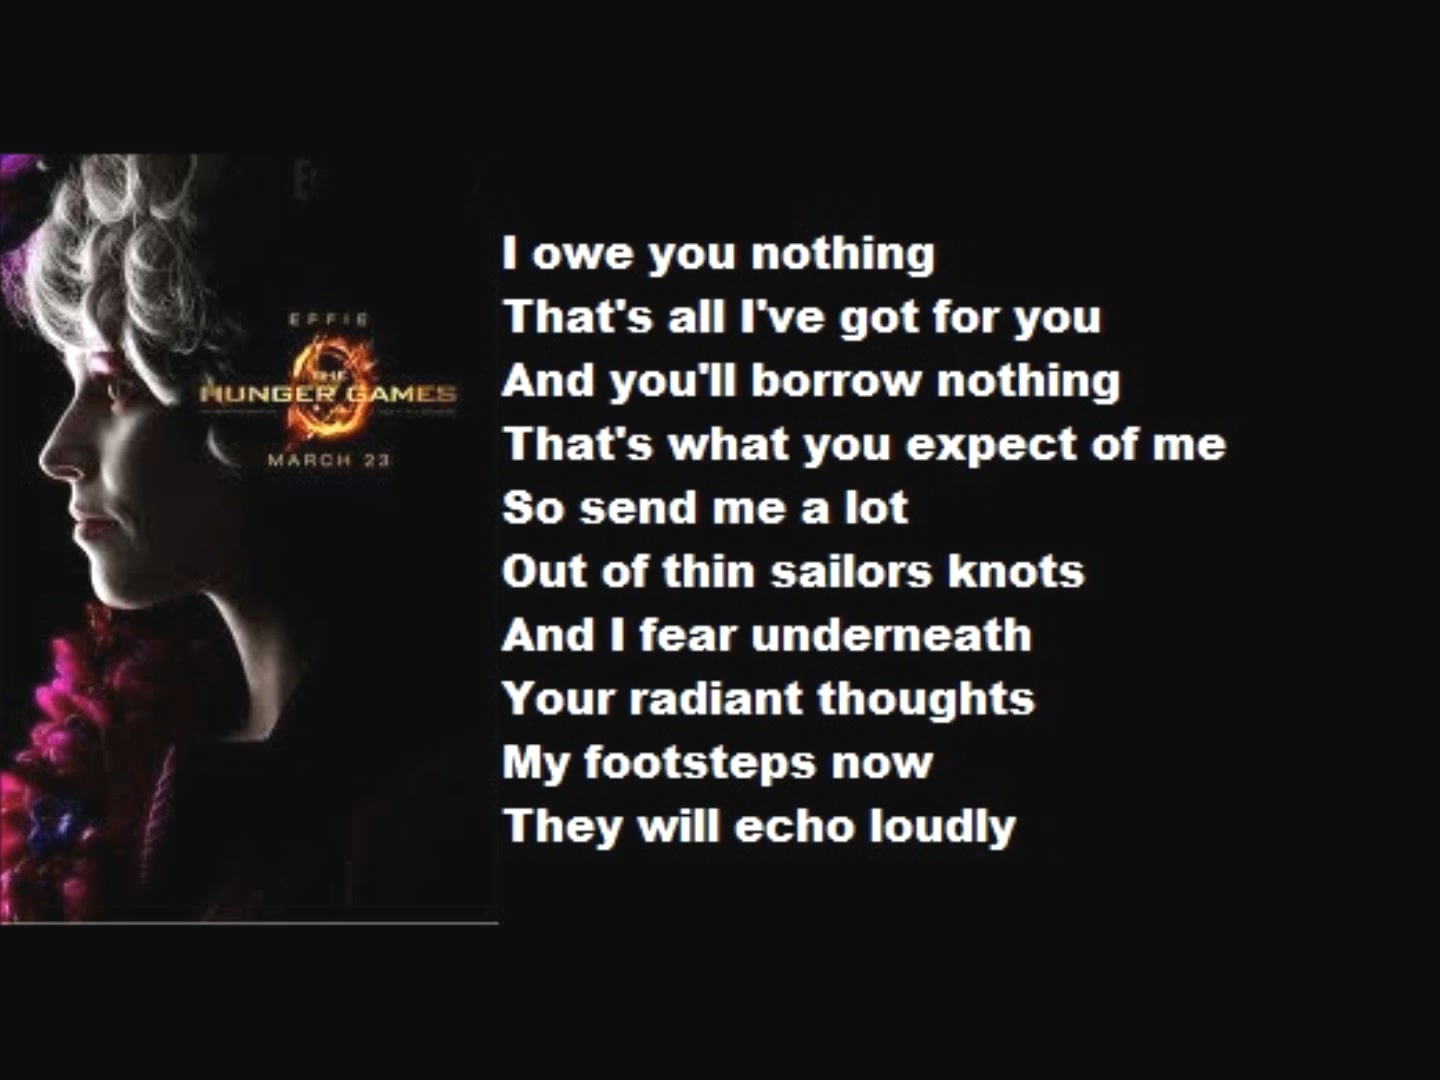 EFFIE
THE
HUNGER GAMES
MARCH 23
I owe you nothing
That's all I've got for you
And you'll borrow nothing
That's what you expect of me
So send me a lot
Out of thin sailors knots
And I fear underneath
Your radiant thoughts
My footsteps now
They will echo loudly